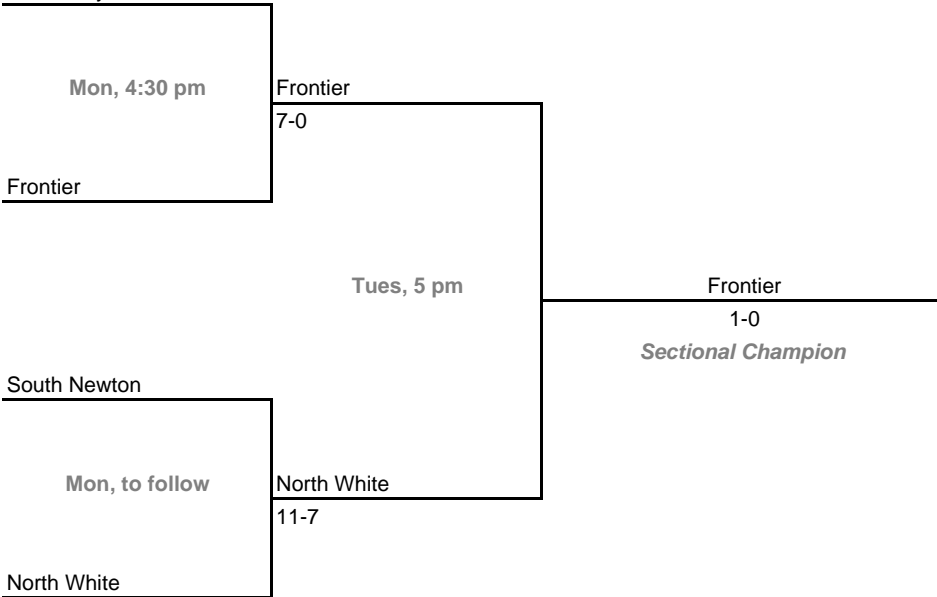 Mon, 4:30 pm
Frontier
7-0
Frontier
Tues, 5 pm
Frontier
1-0
Sectional Champion
South Newton
Mon, to follow
North White
11-7
North White